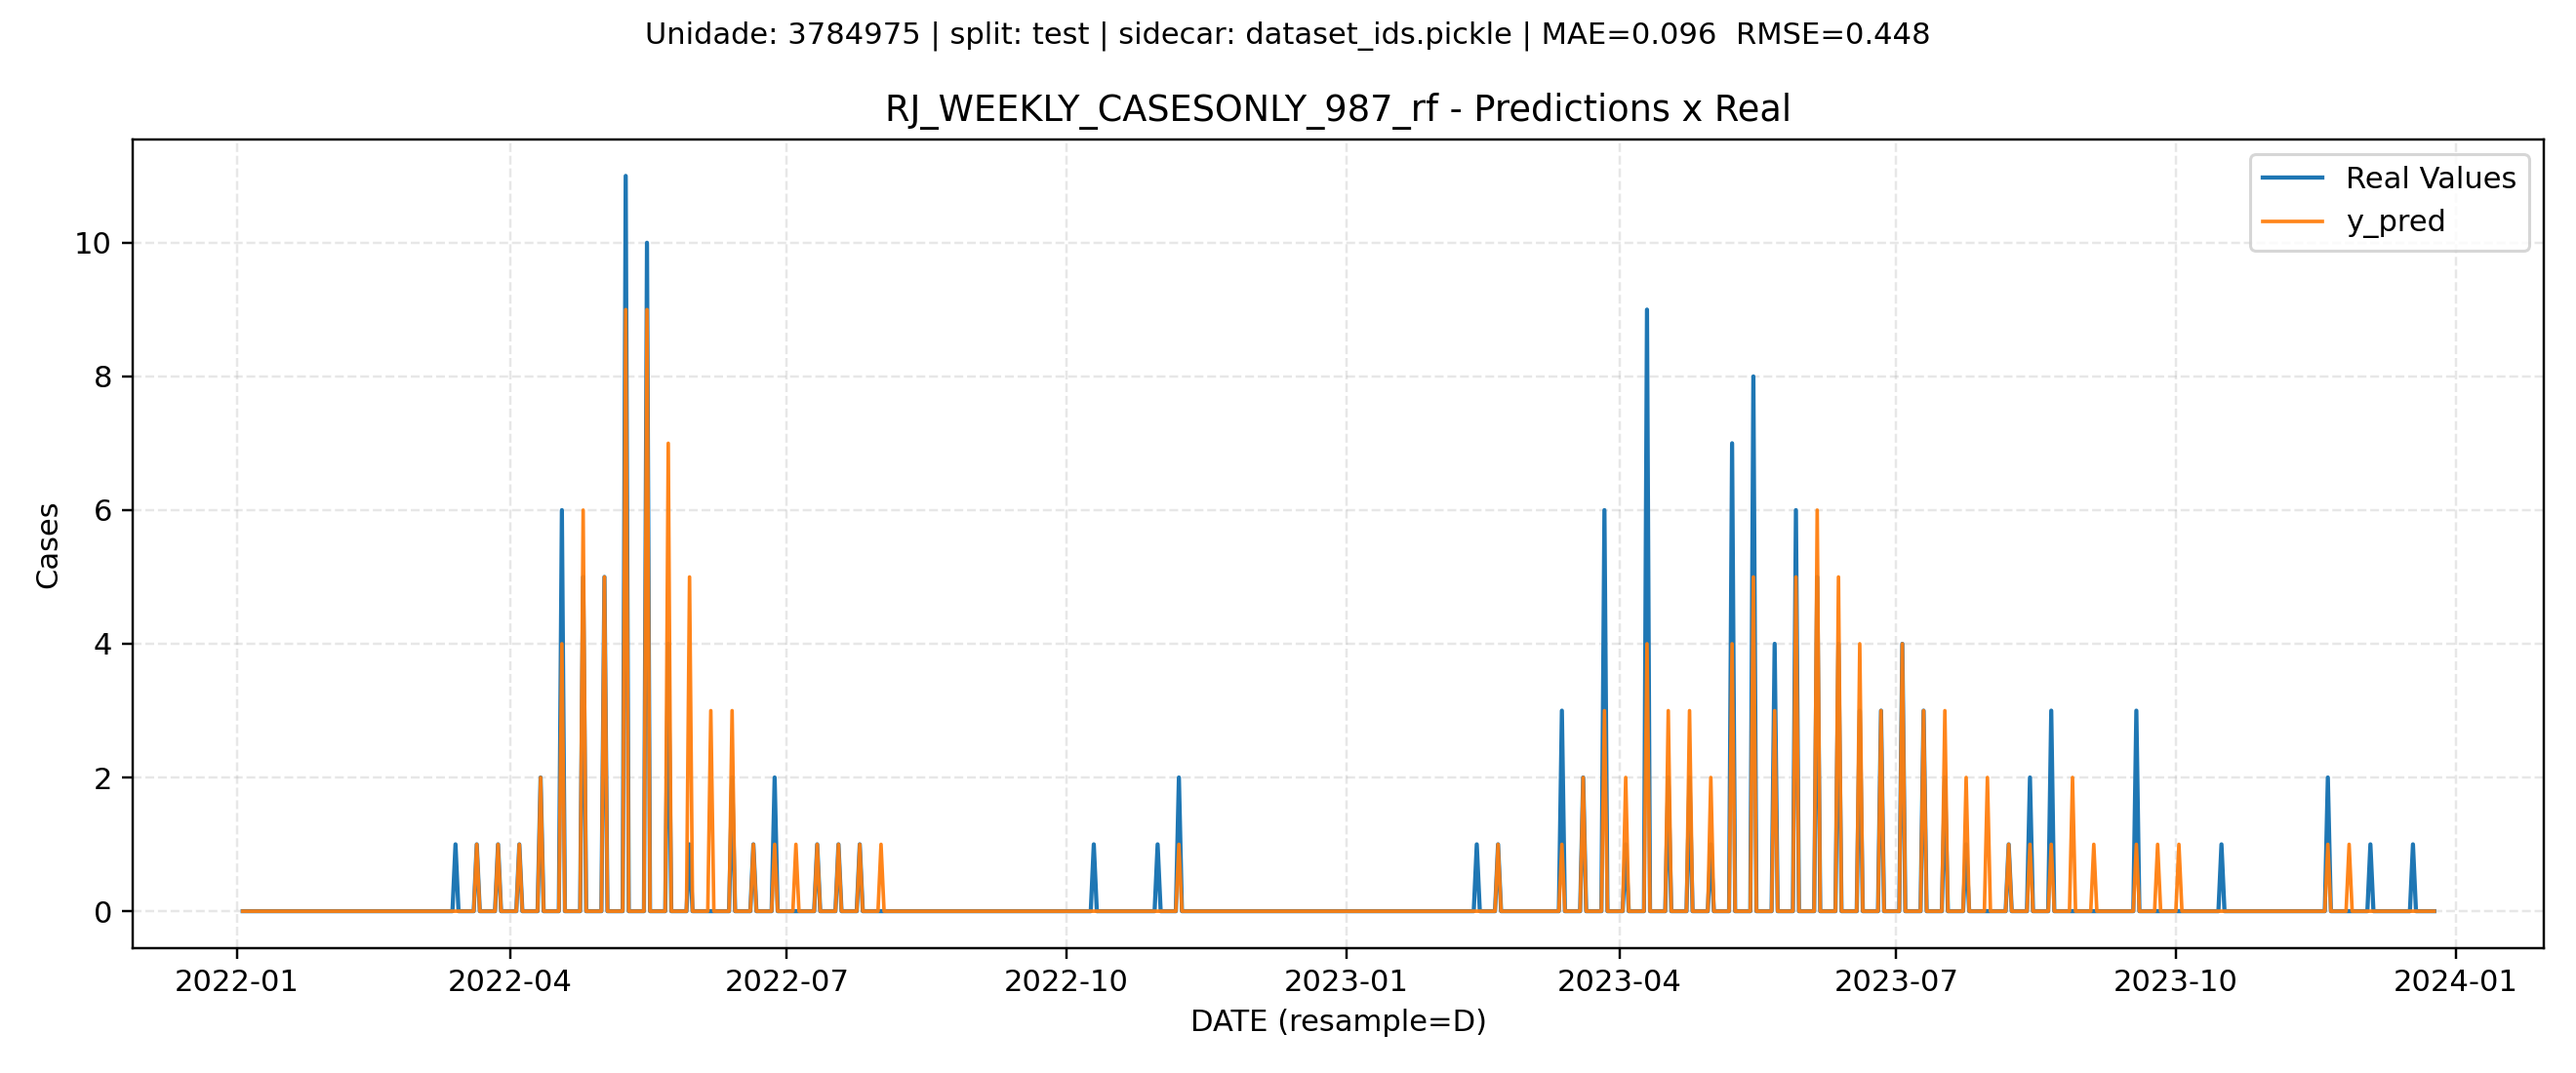 Unidade: 3784975 | split: test | sidecar: dataset_ids.pickle | MAE=0.096  RMSE=0.448
RJ_WEEKLY_CASESONLY_987_rf - Predictions x Real
Real Values
y_pred
10
8
6
4
2
0
Cases
2022-01
2022-04
2022-07
2022-10
2023-01
2023-04
2023-07
2023-10
2024-01
DATE (resample=D)